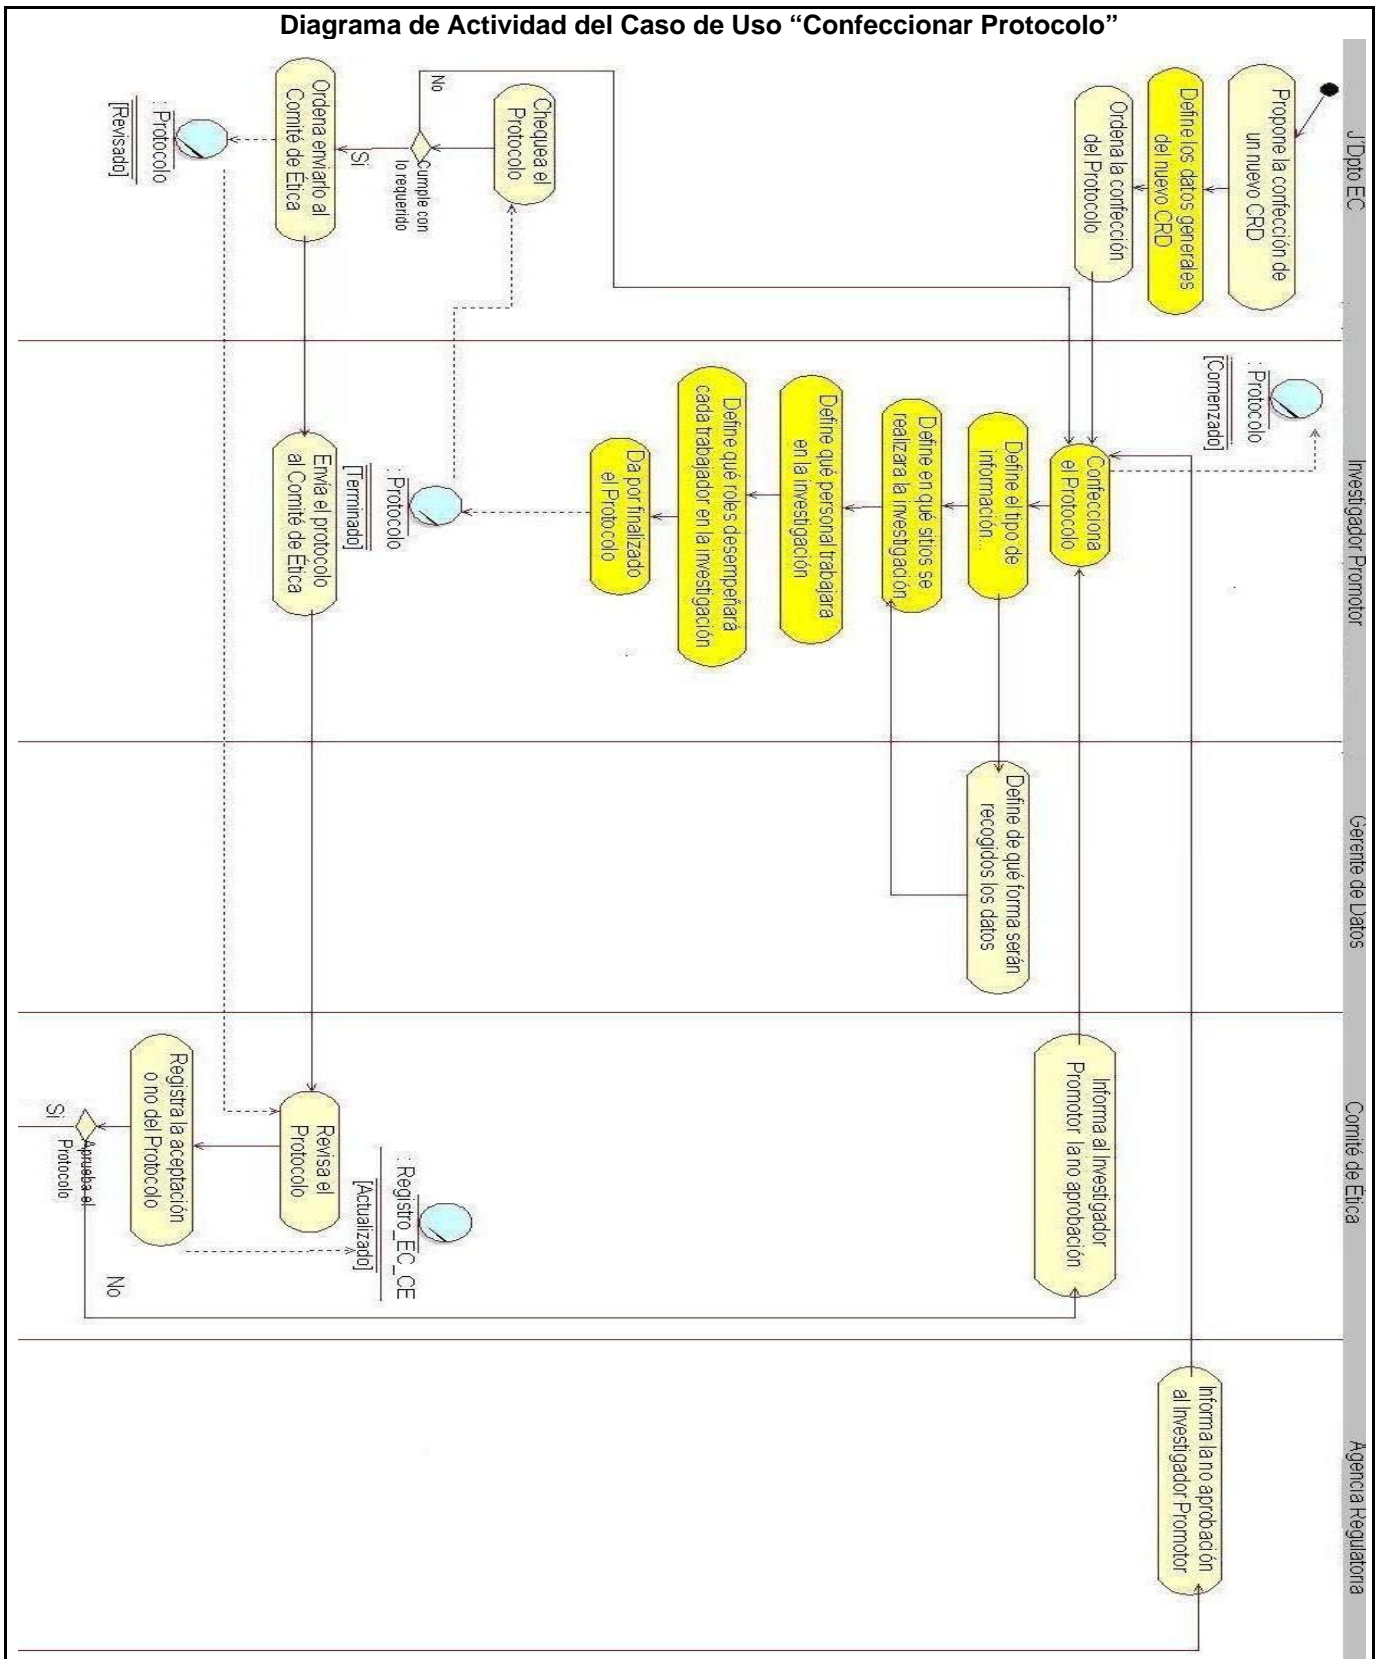 Diagrama de Actividad del Caso de Uso “Confeccionar Protocolo”
J'Dpto EC
Investigador Promotor
Gerente de Datos
Comité de Ética
Agencia Regulatoria
Propone la confección de
un nuevo CRD
Define los datos generales
del nuevo CRD
Ordena la confección
del Protocolo
: Protocolo
[Comenzado]
Confecciona
el Protocolo
Define el tipo de
información...
Define en qué sitios se
realizara la investigación
Define qué personal trabajara
en la investigación
Define qué roles desempeñará
cada trabajador en la investigación
Da por finalizado
el Protocolo
: Protocolo
[Terminado]
Define de qué forma serán
recogidos los datos
Informa al Investigador
Promotor la no aprobación
Informa la no aprobación
al Investigador Promotor
Chequea el
Protocolo
Cumple con
lo requerido
No
Si
Ordena enviarlo al
Comité de Ética
: Protocolo
[Revisado]
Envía el protocolo
al Comité de Ética
Revisa el
Protocolo
: Registro_EC_CE
[Actualizado]
Registra la aceptación
o no del Protocolo
Aprueba el
Protocolo
No
Si